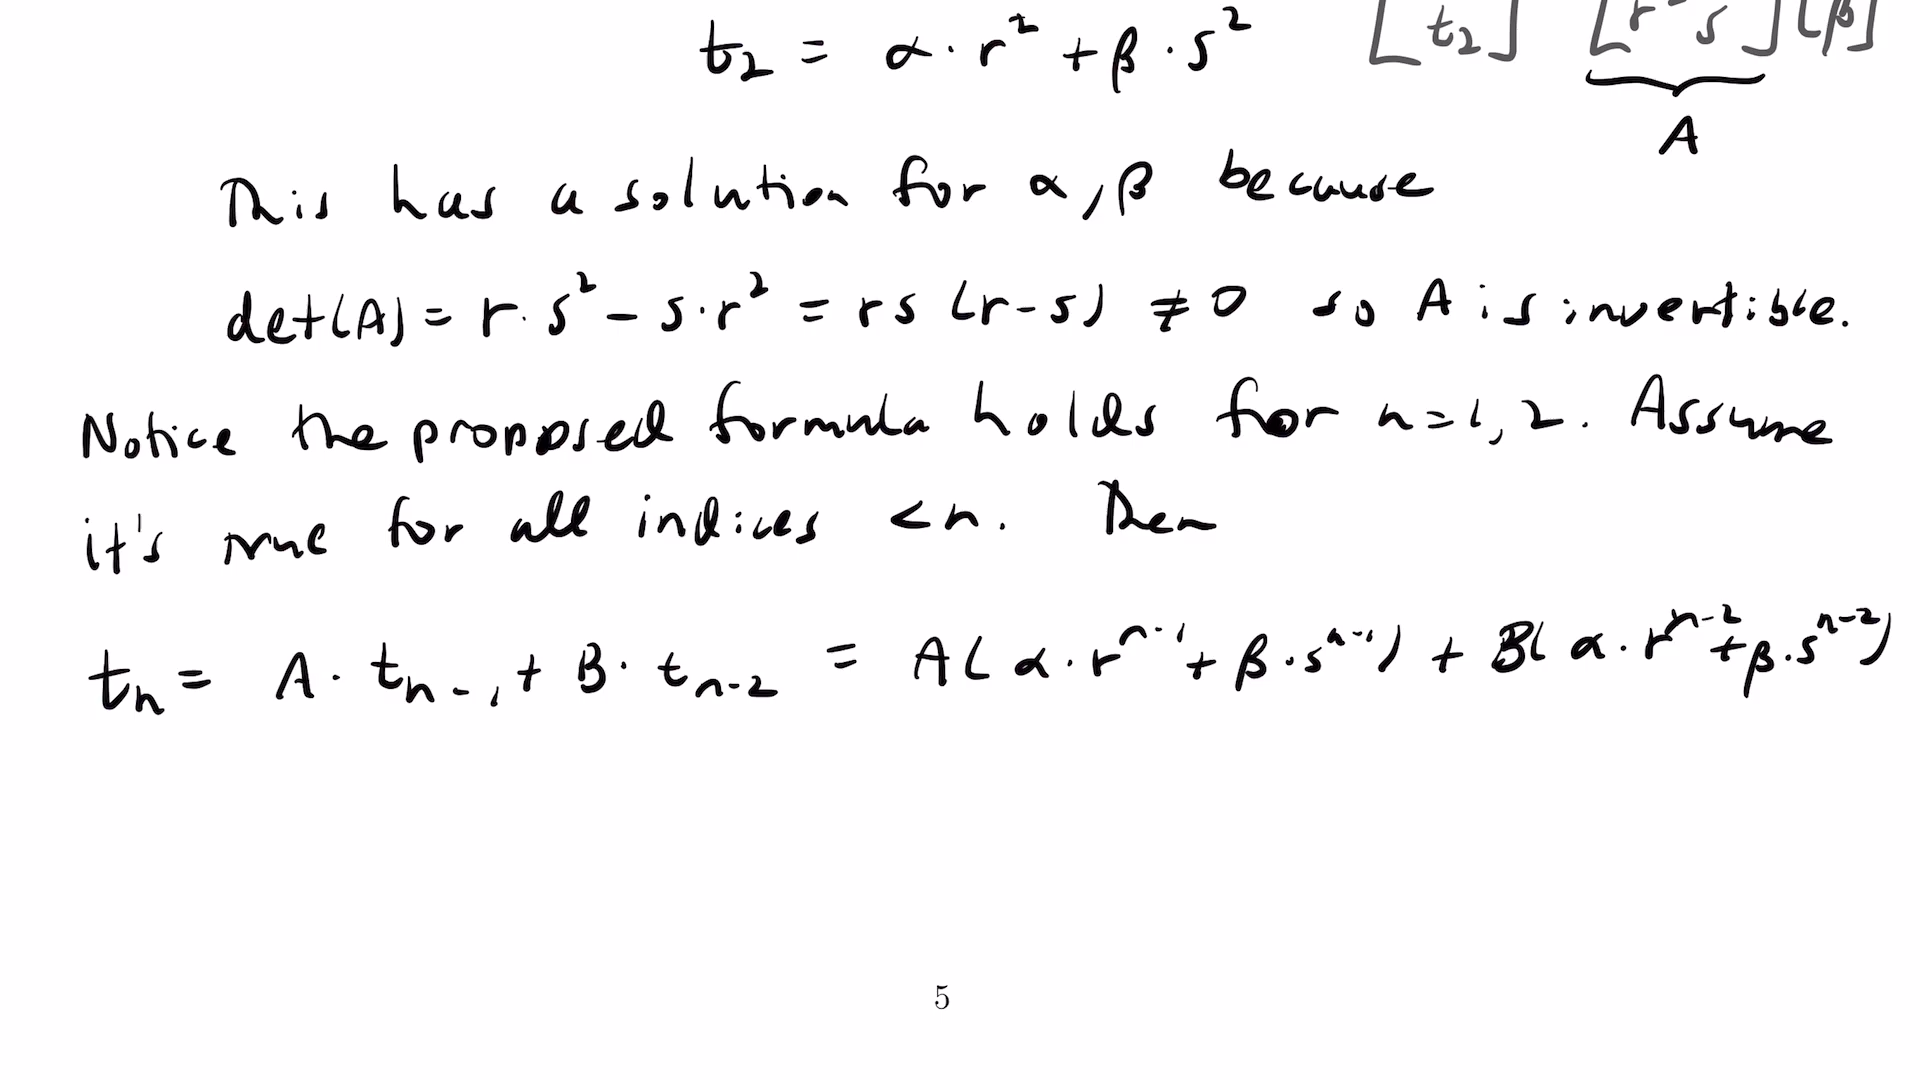 t₂ = α · r² + β · s² [t₂] [r² s²] [β]
A
This has a solution for α, β because
det(A) = r · s² − s · r² = rs (r − s) ≠ 0 so A is invertible.
Notice the proposed formula holds for n = 1, 2. Assume
it's true for all indices < n. Then
tₙ = A · tₙ₋₁ + B · tₙ₋₂ = A( α · rⁿ⁻¹ + β · sⁿ⁻¹) + B( α · rⁿ⁻² + β · sⁿ⁻²)
5